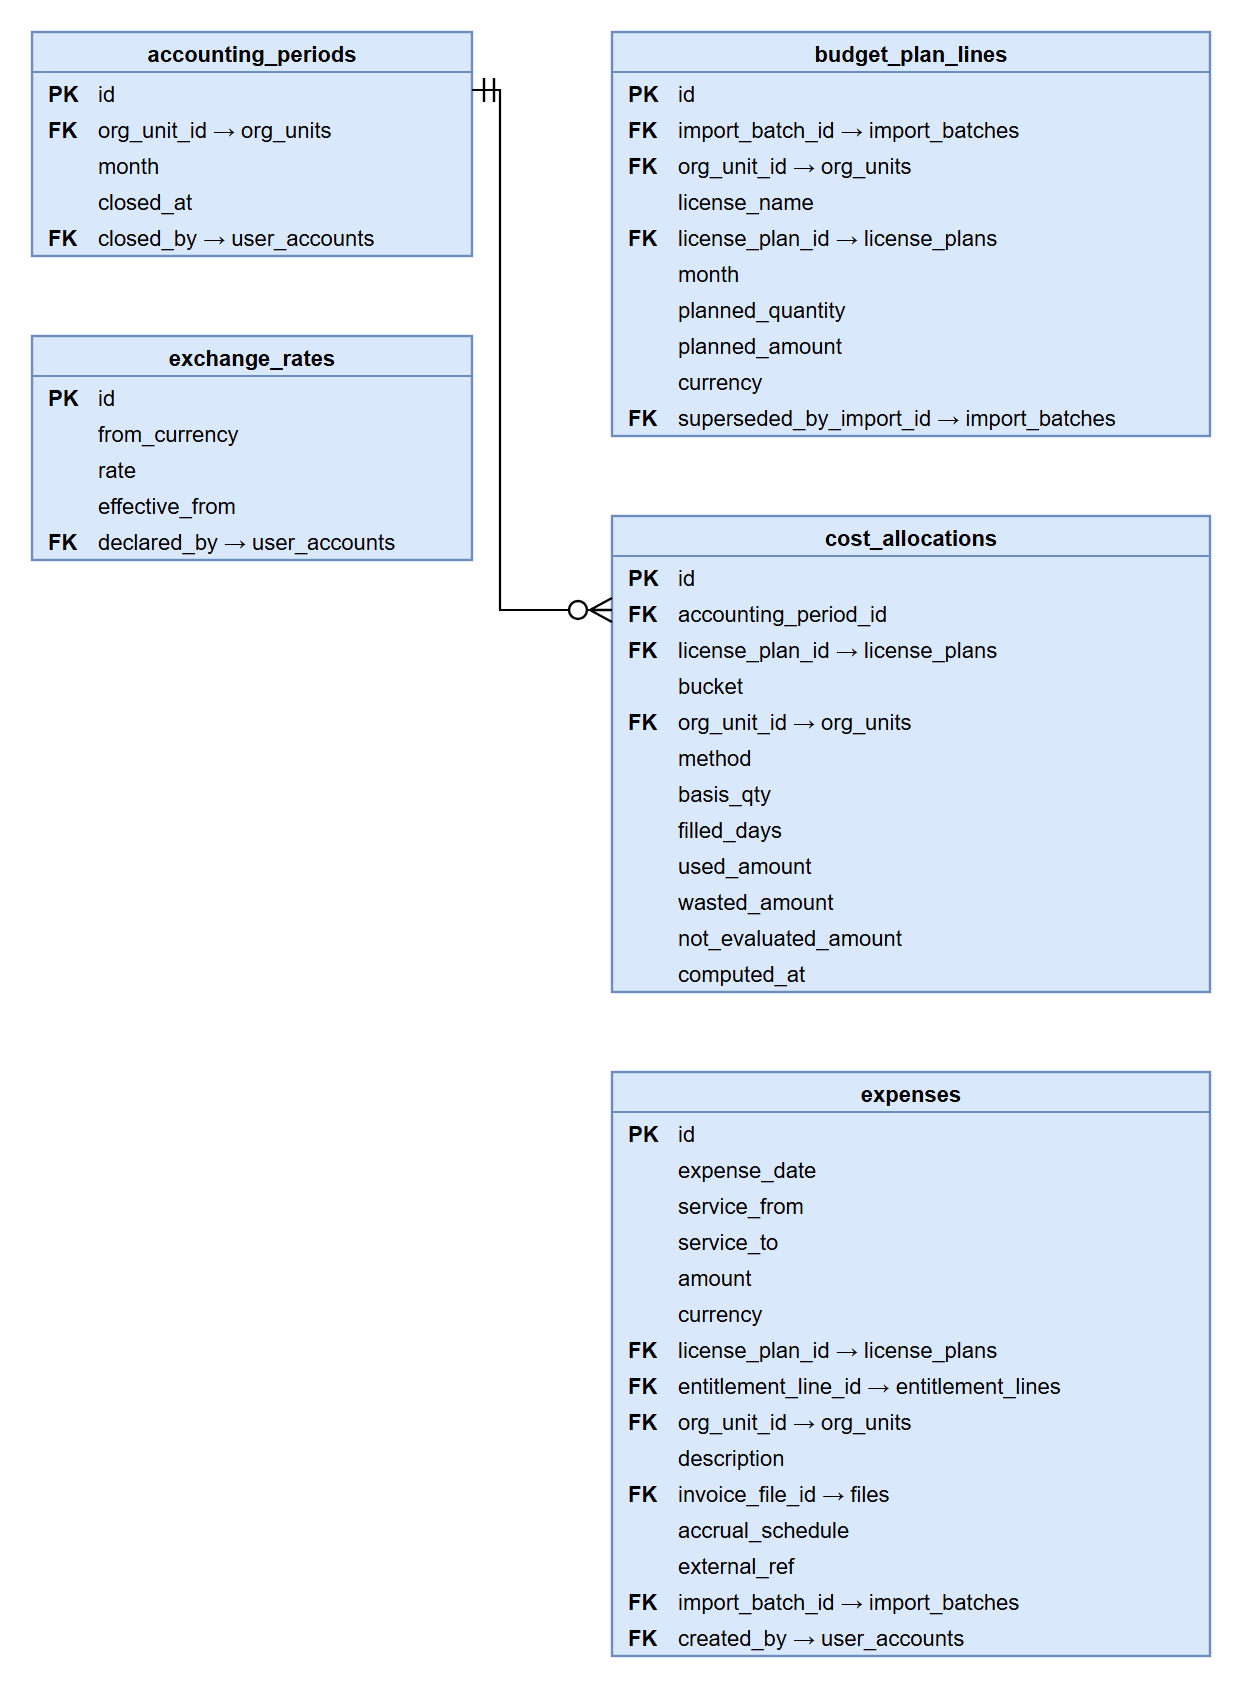 accounting_periods
PK id
FK org_unit_id → org_units
month
closed_at
FK closed_by → user_accounts
exchange_rates
PK id
from_currency
rate
effective_from
FK declared_by → user_accounts
budget_plan_lines
PK id
FK import_batch_id → import_batches
FK org_unit_id → org_units
license_name
FK license_plan_id → license_plans
month
planned_quantity
planned_amount
currency
FK superseded_by_import_id → import_batches
cost_allocations
PK id
FK accounting_period_id
FK license_plan_id → license_plans
bucket
FK org_unit_id → org_units
method
basis_qty
filled_days
used_amount
wasted_amount
not_evaluated_amount
computed_at
expenses
PK id
expense_date
service_from
service_to
amount
currency
FK license_plan_id → license_plans
FK entitlement_line_id → entitlement_lines
FK org_unit_id → org_units
description
FK invoice_file_id → files
accrual_schedule
external_ref
FK import_batch_id → import_batches
FK created_by → user_accounts